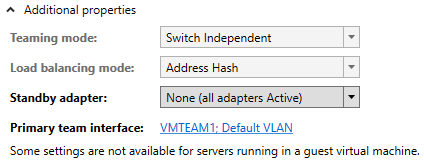 Additional properties
Teaming mode: Switch Independent
Load balancing mode: Address Hash
Standby adapter: None (all adapters Active)
Primary team interface: VMTEAM1; Default VLAN
Some settings are not available for servers running in a guest virtual machine.